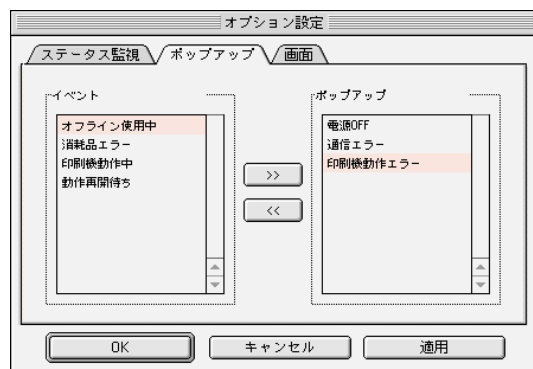 オプション設定
ステータス監視
ポップアップ
画面
イベント
オフライン使用中
消耗品エラー
印刷機動作中
動作再開待ち
>>
<<
ポップアップ
電源OFF
通信エラー
印刷機動作エラー
OK
キャンセル
適用